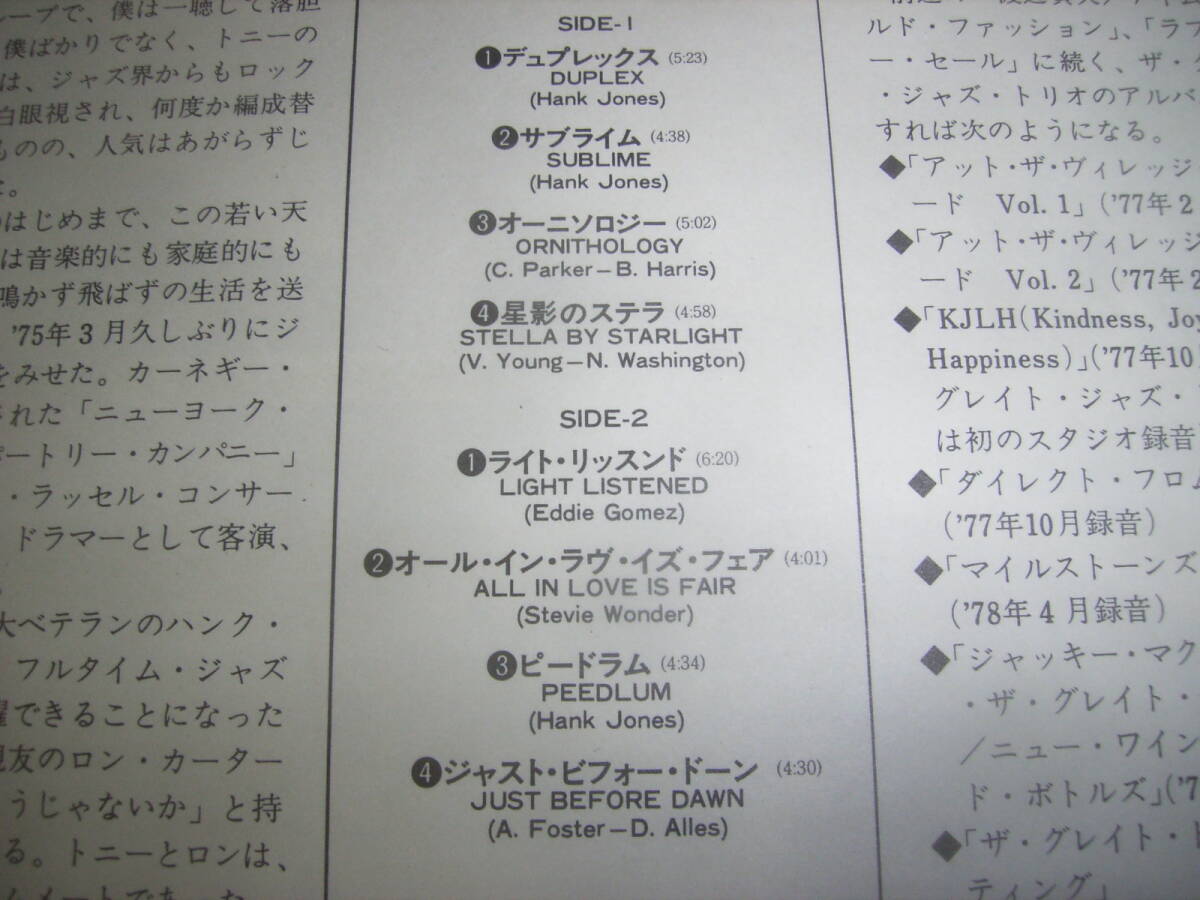 ループで、僕は一聴して落胆
僕ばかりでなく、トニーの
は、ジャズ界からもロック
白眼視され、何度か編成替
ものの、人気はあがらずじ
はじめまで、この若い天
は音楽的にも家庭的にも
鳴かず飛ばずの生活を送
'75年3月久しぶりにジ
をみせた。カーネギー・
された「ニューヨーク・
パートリー・カンパニー」
・ラッセル・コンサー
ドラマーとして客演、
大ベテランのハンク・
フルタイム・ジャズ
躍できることになった
親友のロン・カーター
うじゃないか」と持
る。トニーとロンは、
ムメートであった
SIDE-1
❶デュプレックス (5:23)
DUPLEX
(Hank Jones)
❷サブライム (4:38)
SUBLIME
(Hank Jones)
❸オーニソロジー (5:02)
ORNITHOLOGY
(C. Parker–B. Harris)
❹星影のステラ (4:58)
STELLA BY STARLIGHT
(V. Young–N. Washington)
SIDE-2
❶ライト・リッスンド (6:20)
LIGHT LISTENED
(Eddie Gomez)
❷オール・イン・ラヴ・イズ・フェア (4:01)
ALL IN LOVE IS FAIR
(Stevie Wonder)
❸ピードラム (4:34)
PEEDLUM
(Hank Jones)
❹ジャスト・ビフォー・ドーン (4:30)
JUST BEFORE DAWN
(A. Foster–D. Alles)
ルド・ファッション」、「ラブ
ー・セール」に続く、ザ・グ
・ジャズ・トリオのアルバ
すれば次のようになる。
◆「アット・ザ・ヴィレッジ
ード Vol. 1」('77年2
◆「アット・ザ・ヴィレッジ
ード Vol. 2」('77年2
◆「KJLH(Kindness, Joy
Happiness)」('77年10月
グレイト・ジャズ・
は初のスタジオ録音
◆「ダイレクト・フロム
('77年10月録音)
◆「マイルストーンズ
('78年4月録音)
◆「ジャッキー・マク
・ザ・グレイト・
/ニュー・ワイン
ド・ボトルズ」('7
◆「ザ・グレイト・
ティング」